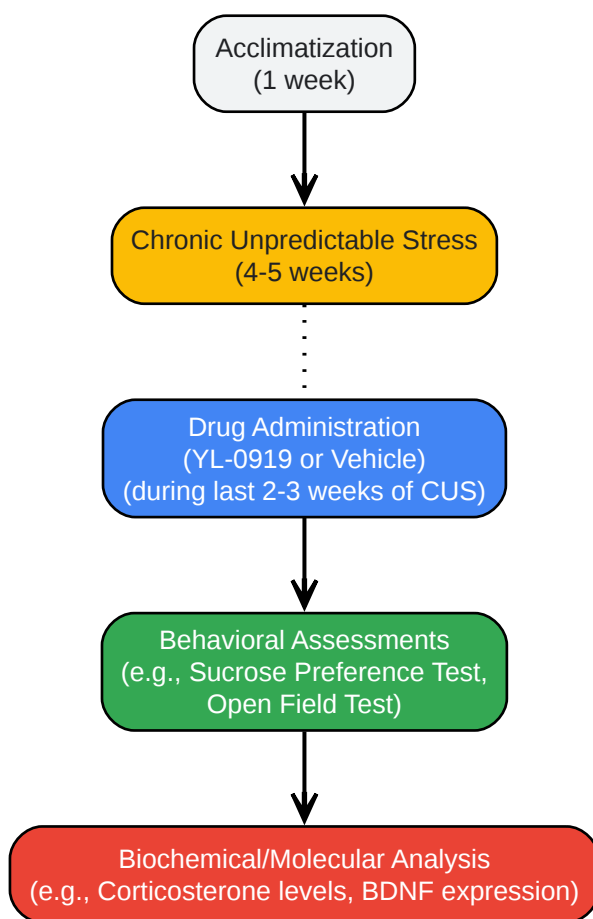 Acclimatization
(1 week)
Chronic Unpredictable Stress
(4-5 weeks)
Drug Administration
(YL-0919 or Vehicle)
(during last 2-3 weeks of CUS)
Behavioral Assessments
(e.g., Sucrose Preference Test,
Open Field Test)
Biochemical/Molecular Analysis
(e.g., Corticosterone levels, BDNF expression)